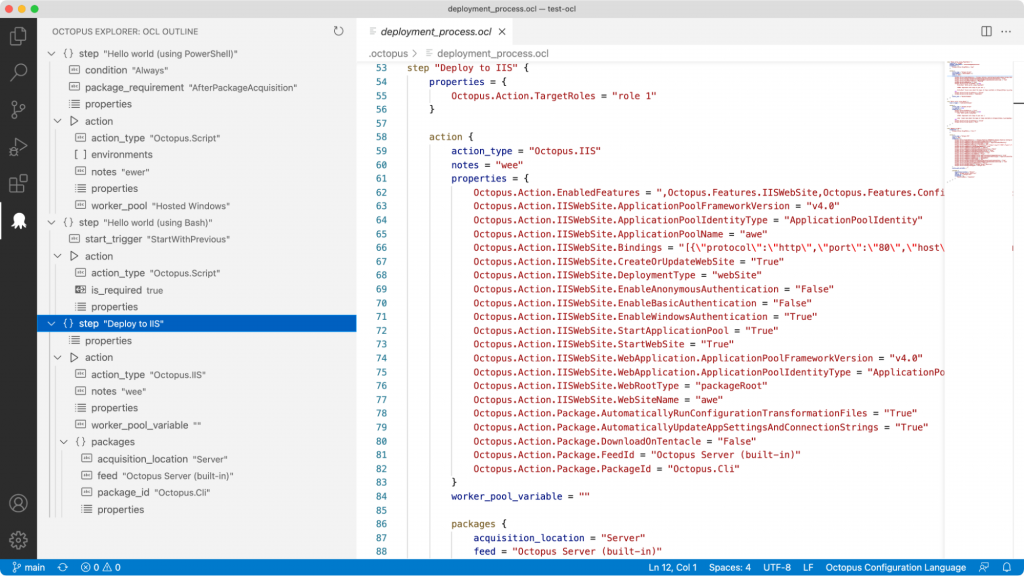 deployment_process.ocl — test-ocl
OCTOPUS EXPLORER: OCL OUTLINE
step "Hello world (using PowerShell)"
condition "Always"
package_requirement "AfterPackageAcquisition"
properties
action
action_type "Octopus.Script"
[ ] environments
notes "ewer"
properties
worker_pool "Hosted Windows"
step "Hello world (using Bash)"
start_trigger "StartWithPrevious"
action
action_type "Octopus.Script"
is_required true
properties
step "Deploy to IIS"
properties
action
action_type "Octopus.IIS"
notes "wee"
properties
worker_pool_variable ""
{} packages
acquisition_location "Server"
feed "Octopus Server (built-in)"
package_id "Octopus.Cli"
properties
deployment_process.ocl
.octopus > deployment_process.ocl
53 step "Deploy to IIS" {
54 properties = {
55 Octopus.Action.TargetRoles = "role 1"
56 }
57
58 action {
59 action_type = "Octopus.IIS"
60 notes = "wee"
61 properties = {
62 Octopus.Action.EnabledFeatures = ",Octopus.Features.IISWebSite,Octopus.Features.Confi
63 Octopus.Action.IISWebSite.ApplicationPoolFrameworkVersion = "v4.0"
64 Octopus.Action.IISWebSite.ApplicationPoolIdentityType = "ApplicationPoolIdentity"
65 Octopus.Action.IISWebSite.ApplicationPoolName = "awe"
66 Octopus.Action.IISWebSite.Bindings = "[{\"protocol\":\"http\",\"port\":\"80\",\"host\
67 Octopus.Action.IISWebSite.CreateOrUpdateWebSite = "True"
68 Octopus.Action.IISWebSite.DeploymentType = "webSite"
69 Octopus.Action.IISWebSite.EnableAnonymousAuthentication = "False"
70 Octopus.Action.IISWebSite.EnableBasicAuthentication = "False"
71 Octopus.Action.IISWebSite.EnableWindowsAuthentication = "True"
72 Octopus.Action.IISWebSite.StartApplicationPool = "True"
73 Octopus.Action.IISWebSite.StartWebSite = "True"
74 Octopus.Action.IISWebSite.WebApplication.ApplicationPoolFrameworkVersion = "v4.0"
75 Octopus.Action.IISWebSite.WebApplication.ApplicationPoolIdentityType = "ApplicationPo
76 Octopus.Action.IISWebSite.WebRootType = "packageRoot"
77 Octopus.Action.IISWebSite.WebSiteName = "awe"
78 Octopus.Action.Package.AutomaticallyRunConfigurationTransformationFiles = "True"
79 Octopus.Action.Package.AutomaticallyUpdateAppSettingsAndConnectionStrings = "True"
80 Octopus.Action.Package.DownloadOnTentacle = "False"
81 Octopus.Action.Package.FeedId = "Octopus Server (built-in)"
82 Octopus.Action.Package.PackageId = "Octopus.Cli"
83 }
84 worker_pool_variable = ""
85
86 packages {
87 acquisition_location = "Server"
88 feed = "Octopus Server (built-in)"
main 0 0 Ln 12, Col 1 Spaces: 4 UTF-8 LF Octopus Configuration Language